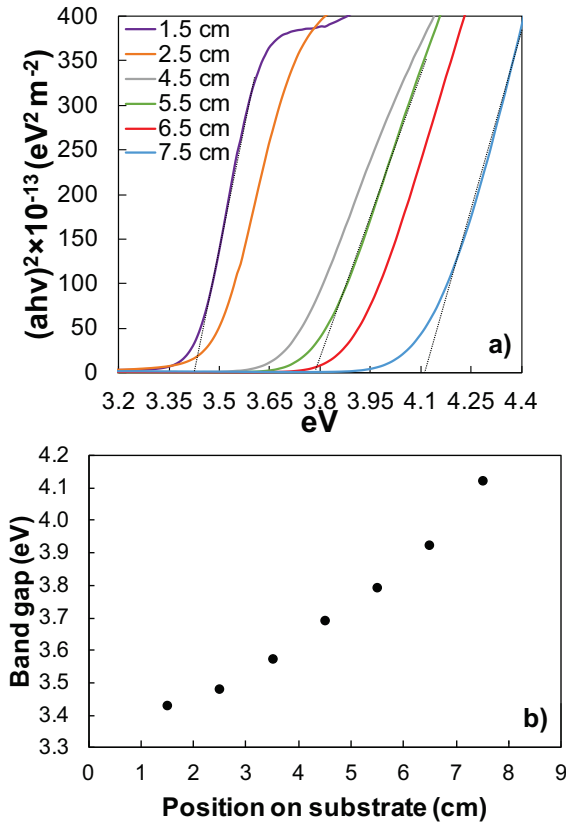 400
350
300
250
200
150
100
50
0
(ahv)²×10⁻¹³ (eV² m⁻²)
1.5 cm
2.5 cm
4.5 cm
5.5 cm
6.5 cm
7.5 cm
a)
3.2 3.35 3.5 3.65 3.8 3.95 4.1 4.25 4.4
eV
4.2
4.1
4.0
3.9
3.8
3.7
3.6
3.5
3.4
3.3
Band gap (eV)
b)
0 1 2 3 4 5 6 7 8 9
Position on substrate (cm)